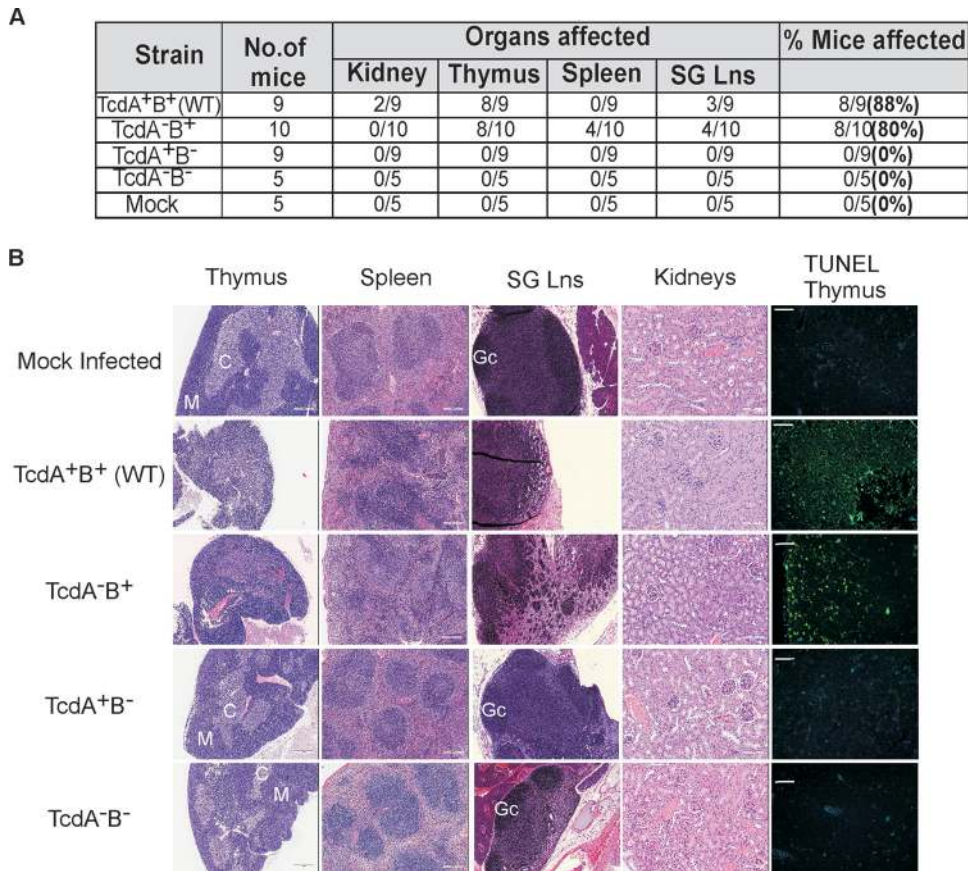 A
Strain No.of mice Organs affected % Mice affected
Kidney Thymus Spleen SG Lns
TcdA⁺B⁺(WT) 9 2/9 8/9 0/9 3/9 8/9(88%)
TcdA⁻B⁺ 10 0/10 8/10 4/10 4/10 8/10(80%)
TcdA⁺B⁻ 9 0/9 0/9 0/9 0/9 0/9(0%)
TcdA⁻B⁻ 5 0/5 0/5 0/5 0/5 0/5(0%)
Mock 5 0/5 0/5 0/5 0/5 0/5(0%)
B
Thymus Spleen SG Lns Kidneys TUNEL Thymus
Mock Infected C M Gc
TcdA⁺B⁺ (WT)
TcdA⁻B⁺
TcdA⁺B⁻ C M Gc
TcdA⁻B⁻ C M Gc